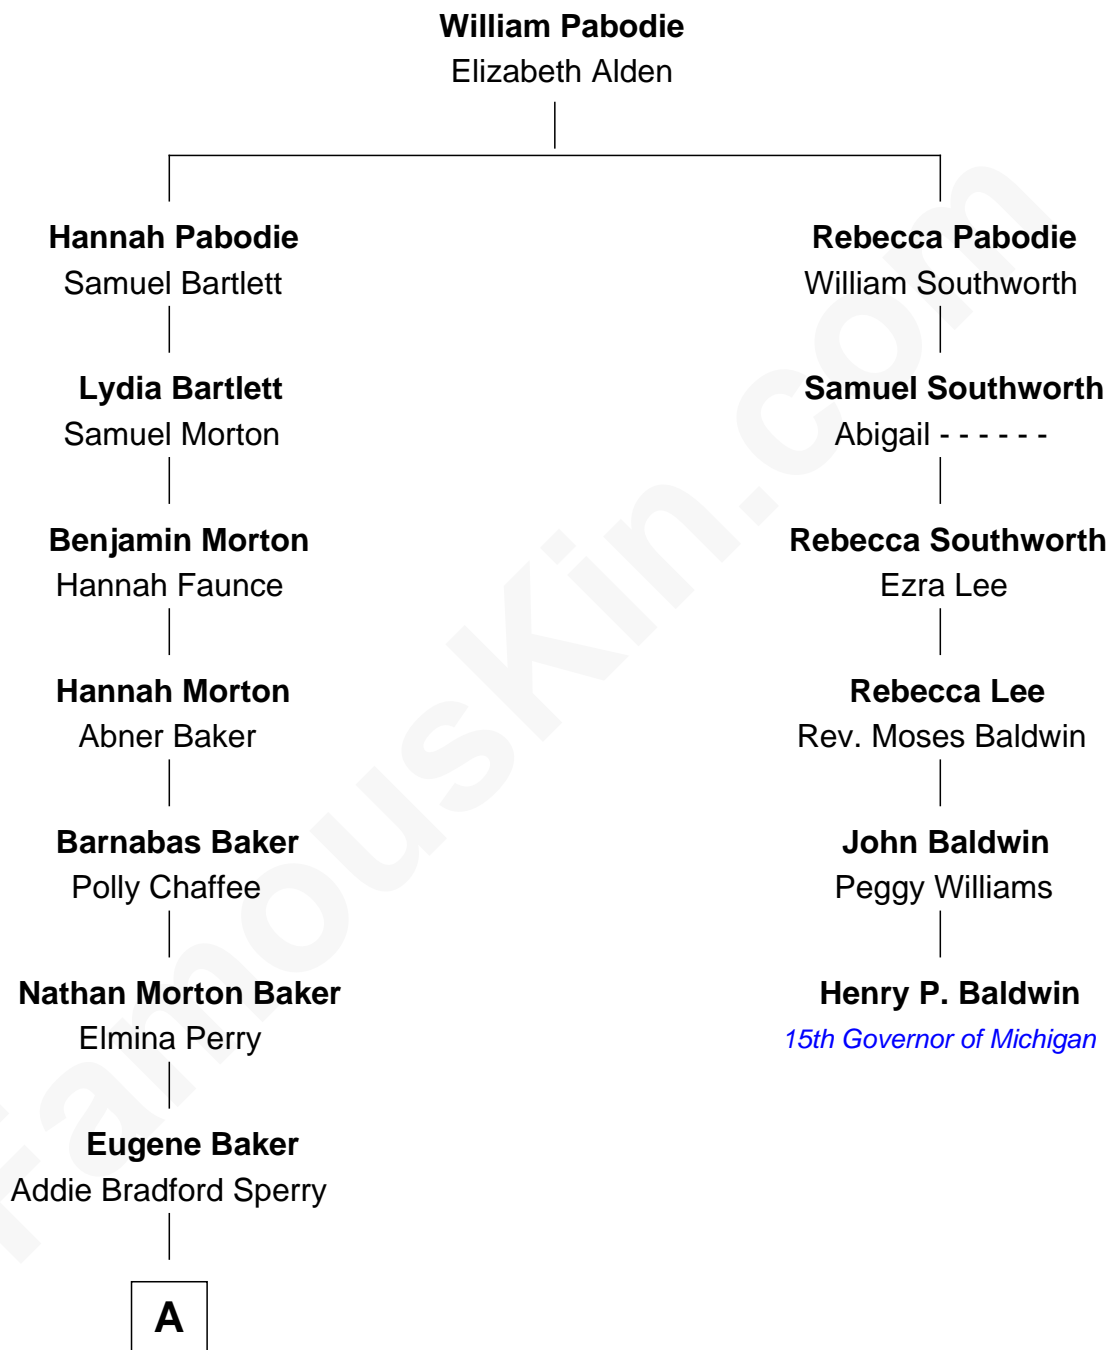 William Pabodie
Elizabeth Alden
Hannah Pabodie
Samuel Bartlett
Lydia Bartlett
Samuel Morton
Benjamin Morton
Hannah Faunce
Hannah Morton
Abner Baker
Barnabas Baker
Polly Chaffee
Nathan Morton Baker
Elmina Perry
Eugene Baker
Addie Bradford Sperry
A
Rebecca Pabodie
William Southworth
Samuel Southworth
Abigail - - - - - -
Rebecca Southworth
Ezra Lee
Rebecca Lee
Rev. Moses Baldwin
John Baldwin
Peggy Williams
Henry P. Baldwin
15th Governor of Michigan
FamousKin.com